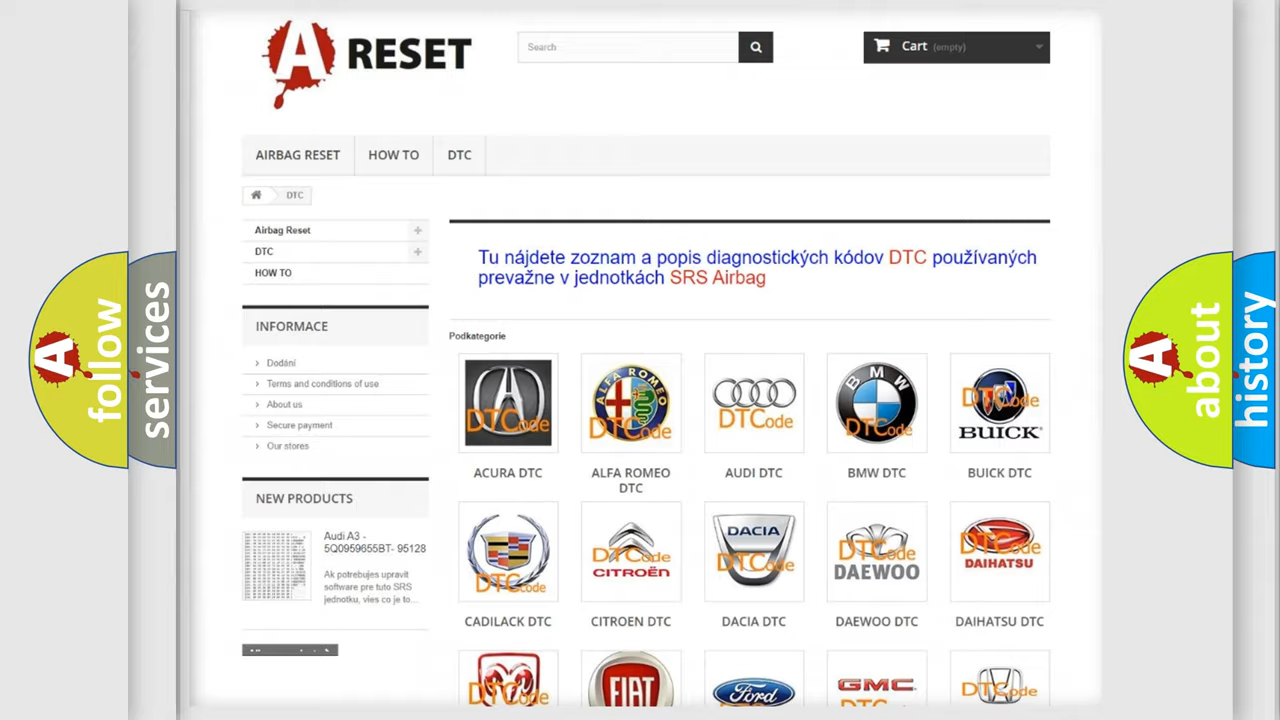 A RESET
Search
Cart (empty)
AIRBAG RESET
HOW TO
DTC
DTC
Airbag Reset
DTC
HOW TO
INFORMACE
Dodání
Terms and conditions of use
About us
Secure payment
Our stores
NEW PRODUCTS
Audi A3 -
5Q0959655BT- 95128
Ak potrebujes upravit
software pre tuto SRS
jednotku, vies co je to...
Tu nájdete zoznam a popis diagnostických kódov DTC používaných
prevažne v jednotkách SRS Airbag
Podkategorie
DTCode
ALFA ROMEO
DTCode
DTCode
BMW
DTCode
DTCode
BUICK
ACURA DTC
ALFA ROMEO
DTC
AUDI DTC
BMW DTC
BUICK DTC
DTCode
DTCode
CITROËN
DACIA
DTCode
DTCode
DAEWOO
DTCode
DAIHATSU
CADILACK DTC
CITROEN DTC
DACIA DTC
DAEWOO DTC
DAIHATSU DTC
DTCode
FIAT
Ford
GMC
DTCode
A
follow
services
A
about
history